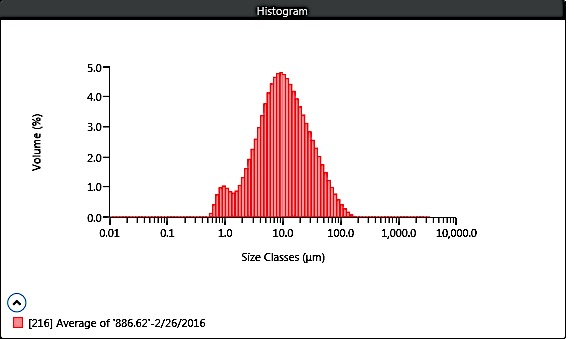 Histogram
5.0
4.0
3.0
2.0
1.0
0.0
Volume (%)
0.01 0.1 1.0 10.0 100.0 1,000.0 10,000.0
Size Classes (µm)
[216] Average of '886.62'-2/26/2016